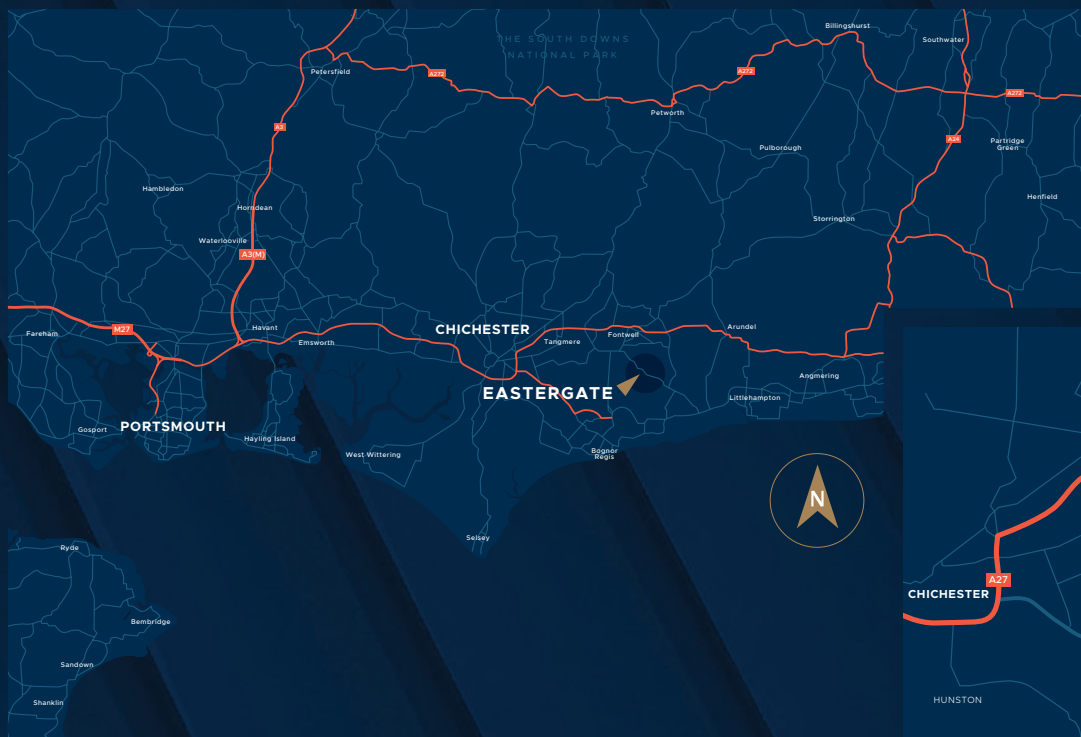 Billingshurst
THE SOUTH DOWNS
NATIONAL PARK
Southwater
Petersfield
A272
A272
A272
Petworth
A3
A24
Partridge
Green
Pulborough
Hambledon
Henfield
Horndean
Storrington
Waterlooville
A3(M)
M27
Fareham
Havant
Emsworth
CHICHESTER
Tangmere
Fontwell
Arundel
Angmering
EASTERGATE
Littlehampton
Gosport
PORTSMOUTH
Hayling Island
West Wittering
Bognor
Regis
N
Selsey
Ryde
A27
CHICHESTER
Bembridge
Sandown
Shanklin
HUNSTON